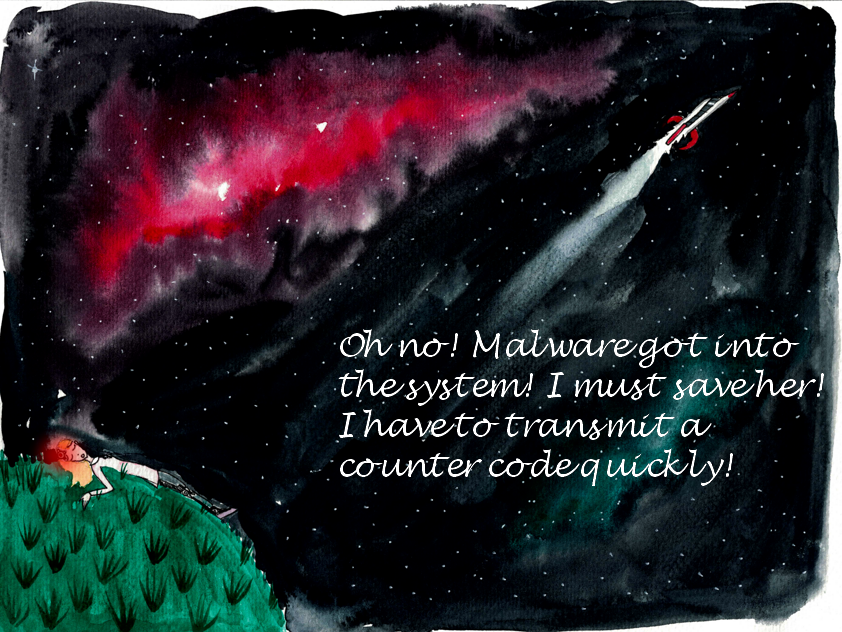 Oh no! Malware got into
the system! I must save her!
I have to transmit a
counter code quickly!